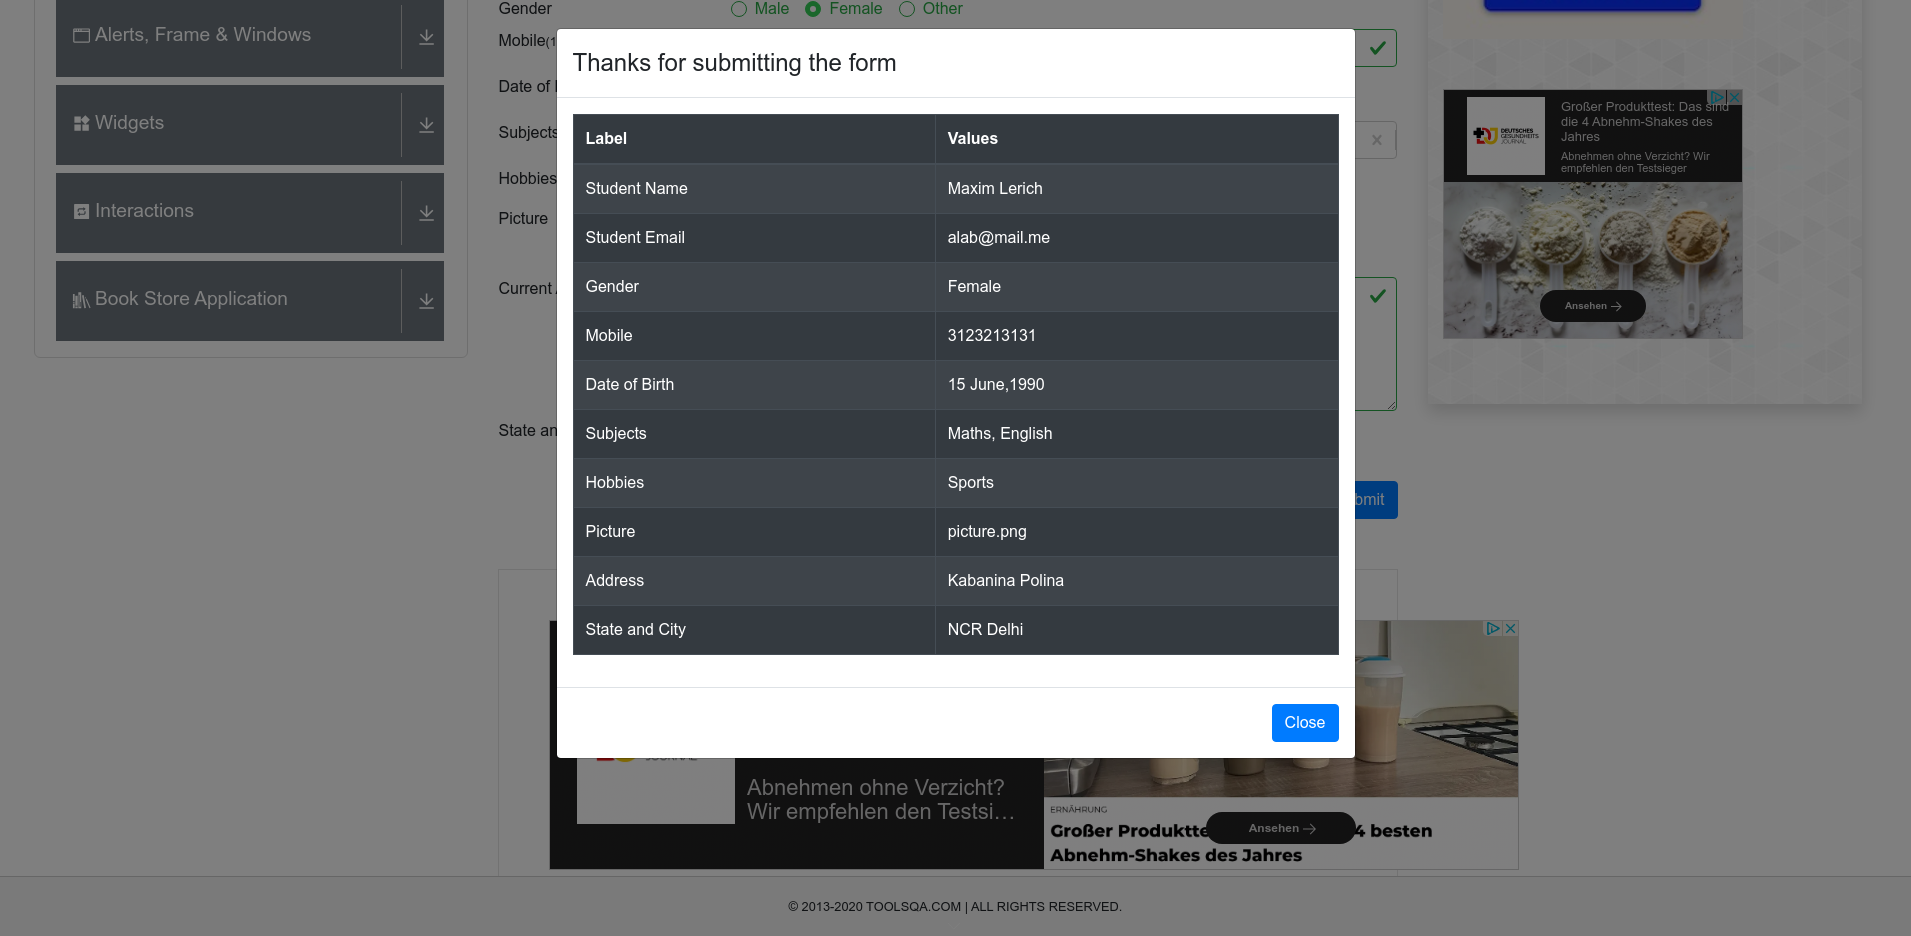 Alerts, Frame & Windows
Widgets
Interactions
Book Store Application
Gender
Male Female Other
Mobile(1
Date of
Subjects
Hobbies
Picture
Current
State an
bmit
Thanks for submitting the form
Label Values
Student Name Maxim Lerich
Student Email alab@mail.me
Gender Female
Mobile 3123213131
Date of Birth 15 June,1990
Subjects Maths, English
Hobbies Sports
Picture picture.png
Address Kabanina Polina
State and City NCR Delhi
Close
DEUTSCHES
GESUNDHEITS
JOURNAL
Großer Produkttest: Das sind
die 4 Abnehm-Shakes des
Jahres
Abnehmen ohne Verzicht? Wir
empfehlen den Testsieger
Ansehen
JOURNAL
Abnehmen ohne Verzicht?
Wir empfehlen den Testsi...
ERNÄHRUNG
Großer Produktte 4 besten
Abnehm-Shakes des Jahres
Ansehen
© 2013-2020 TOOLSQA.COM | ALL RIGHTS RESERVED.